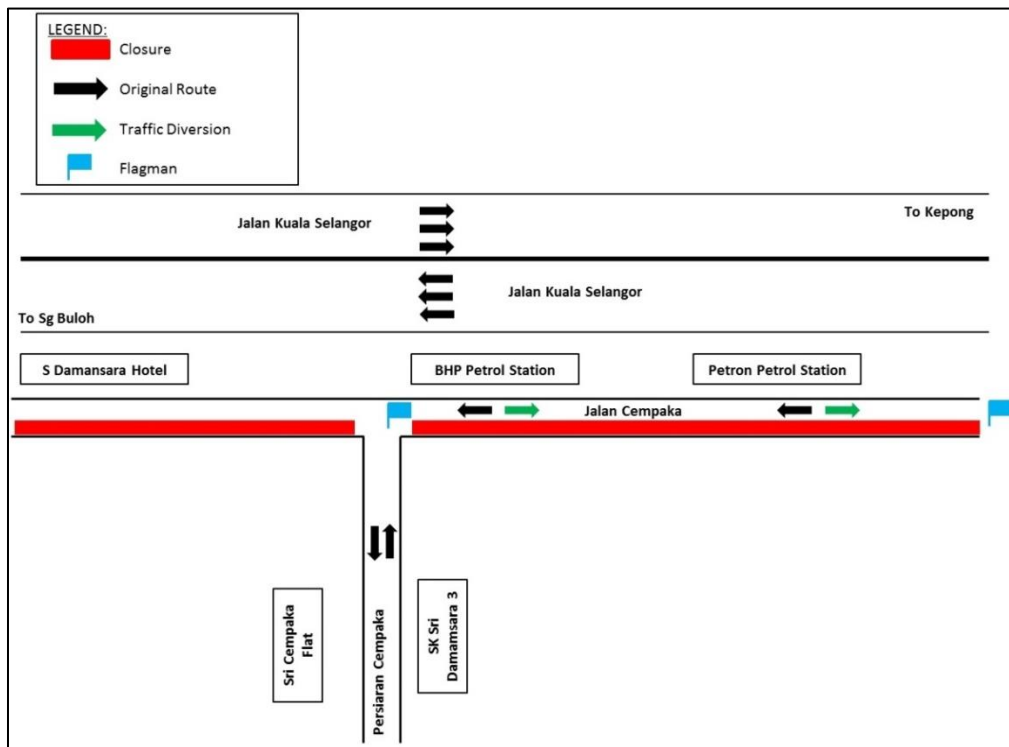 LEGEND:
Closure
Original Route
Traffic Diversion
Flagman
Jalan Kuala Selangor
To Kepong
Jalan Kuala Selangor
To Sg Buloh
S Damansara Hotel
BHP Petrol Station
Petron Petrol Station
Jalan Cempaka
Sri Cempaka
Flat
Persiaran Cempaka
SK Sri
Damamsara 3